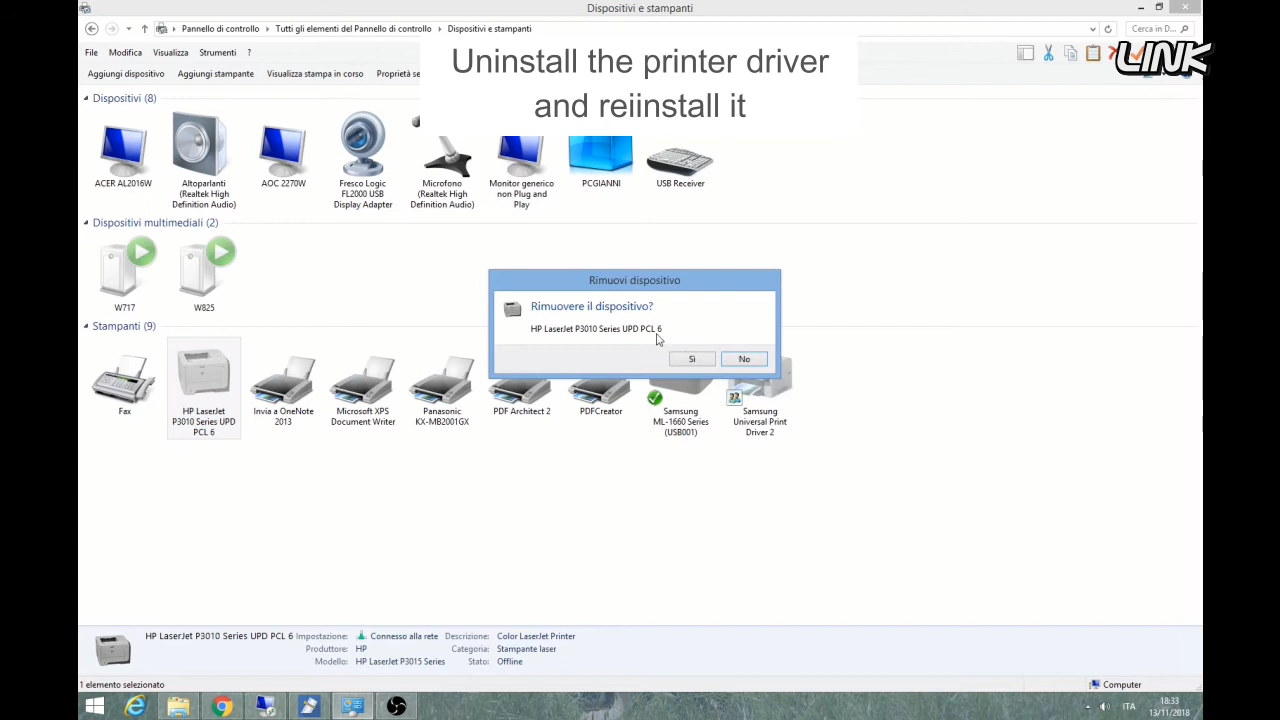 Dispositivi e stampanti
Pannello di controllo Tutti gli elementi del Pannello di controllo Dispositivi e stampanti
Cerca in D...
File Modifica Visualizza Strumenti ?
Aggiungi dispositivo Aggiungi stampante Visualizza stampa in corso Proprietà se
LINK
Uninstall the printer driver
and reiinstall it
Dispositivi (8)
ACER AL2016W
Altoparlanti
(Realtek High
Definition Audio)
AOC 2270W
Fresco Logic
FL2000 USB
Display Adapter
Microfono
(Realtek High
Definition Audio)
Monitor generico
non Plug and
Play
PCGIANNI
USB Receiver
Dispositivi multimediali (2)
W717
W825
Rimuovi dispositivo
Rimuovere il dispositivo?
HP LaserJet P3010 Series UPD PCL 6
Sì
No
Stampanti (9)
Fax
HP LaserJet
P3010 Series UPD
PCL 6
Invia a OneNote
2013
Microsoft XPS
Document Writer
Panasonic
KX-MB2001GX
PDF Architect 2
PDFCreator
Samsung
ML-1660 Series
(USB001)
Samsung
Universal Print
Driver 2
HP LaserJet P3010 Series UPD PCL 6 Impostazione: Connesso alla rete Descrizione: Color LaserJet Printer
Produttore: HP Categoria: Stampante laser
Modello: HP LaserJet P3015 Series Stato: Offline
1 elemento selezionato
Computer
ITA
18:33
13/11/2018